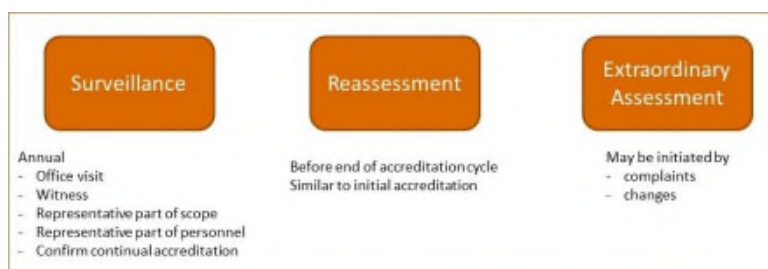 Surveillance
Reassessment
Extraordinary
Assessment
Annual
- Office visit
- Witness
- Representative part of scope
- Representative part of personnel
- Confirm continual accreditation
Before end of accreditation cycle
Similar to initial accreditation
May be initiated by
- complaints
- changes